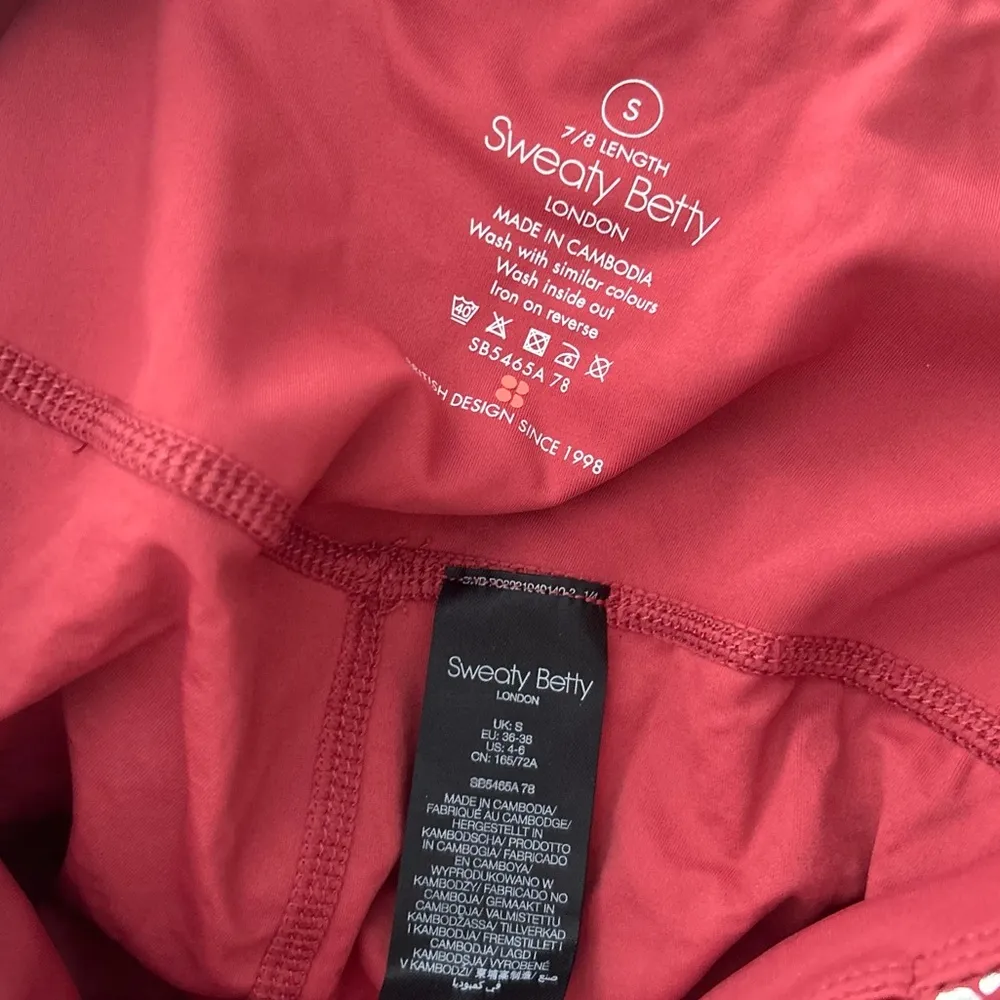 S
7/8 LENGTH
Sweaty Betty
LONDON
MADE IN CAMBODIA
Wash with similar colours
Wash inside out
Iron on reverse
40
SB5465A 78
DESIGN SINCE 1998
Sweaty Betty
LONDON
UK: S
EU: 36-38
US: 4-6
CN: 165/72A
SB5465A 78
MADE IN CAMBODIA/
FABRIQUÉ AU CAMBODGE/
HERGESTELLT IN
KAMBODSCHA/ PRODOTTO
IN CAMBOGIA/ FABRICADO
EN CAMBOYA/
WYPRODUKOWANO W
KAMBODŻY/ FABRICADO NO
CAMBOJA/ GEMAAKT IN
CAMBODJA/ VALMISTETTU
KAMBODŽASSA/ TILLVERKAD
I KAMBODJA/ FREMSTILLET I
CAMBODJA/ LAGD I
KAMBODSJA/ VYROBENÉ
V KAMBODŽI/ 柬埔寨制造/ صنع
في كمبوديا